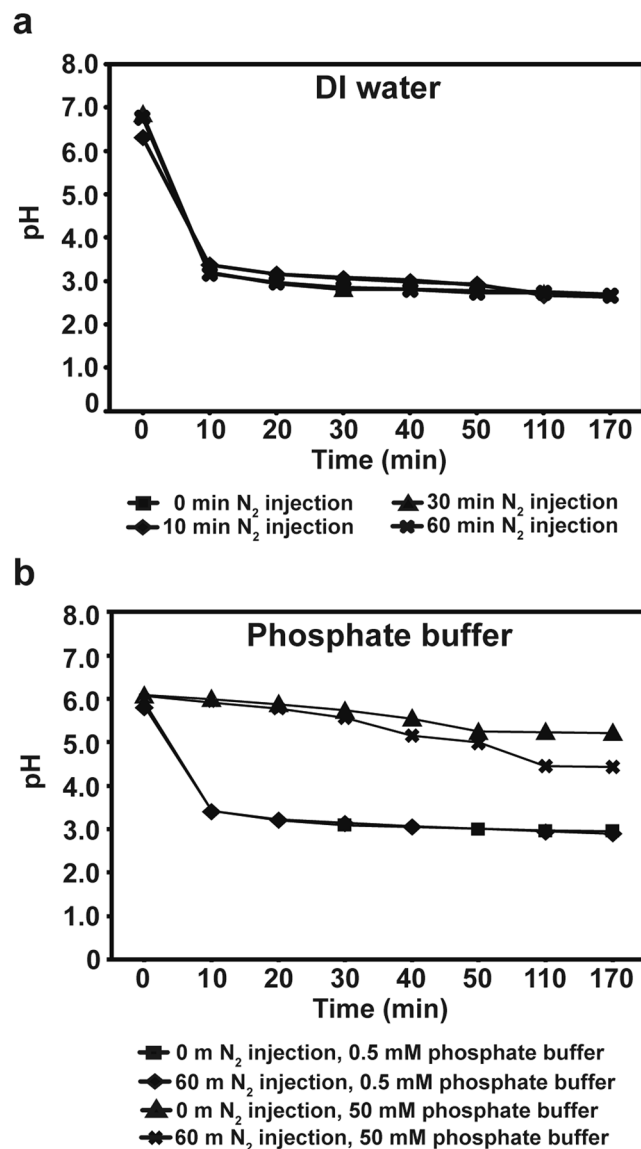 a
DI water
8.0
7.0
6.0
5.0
4.0
3.0
2.0
1.0
0
pH
0 10 20 30 40 50 110 170
Time (min)
0 min N₂ injection 30 min N₂ injection
10 min N₂ injection 60 min N₂ injection
b
Phosphate buffer
8.0
7.0
6.0
5.0
4.0
3.0
2.0
1.0
0
pH
0 10 20 30 40 50 110 170
Time (min)
0 m N₂ injection, 0.5 mM phosphate buffer
60 m N₂ injection, 0.5 mM phosphate buffer
0 m N₂ injection, 50 mM phosphate buffer
60 m N₂ injection, 50 mM phosphate buffer